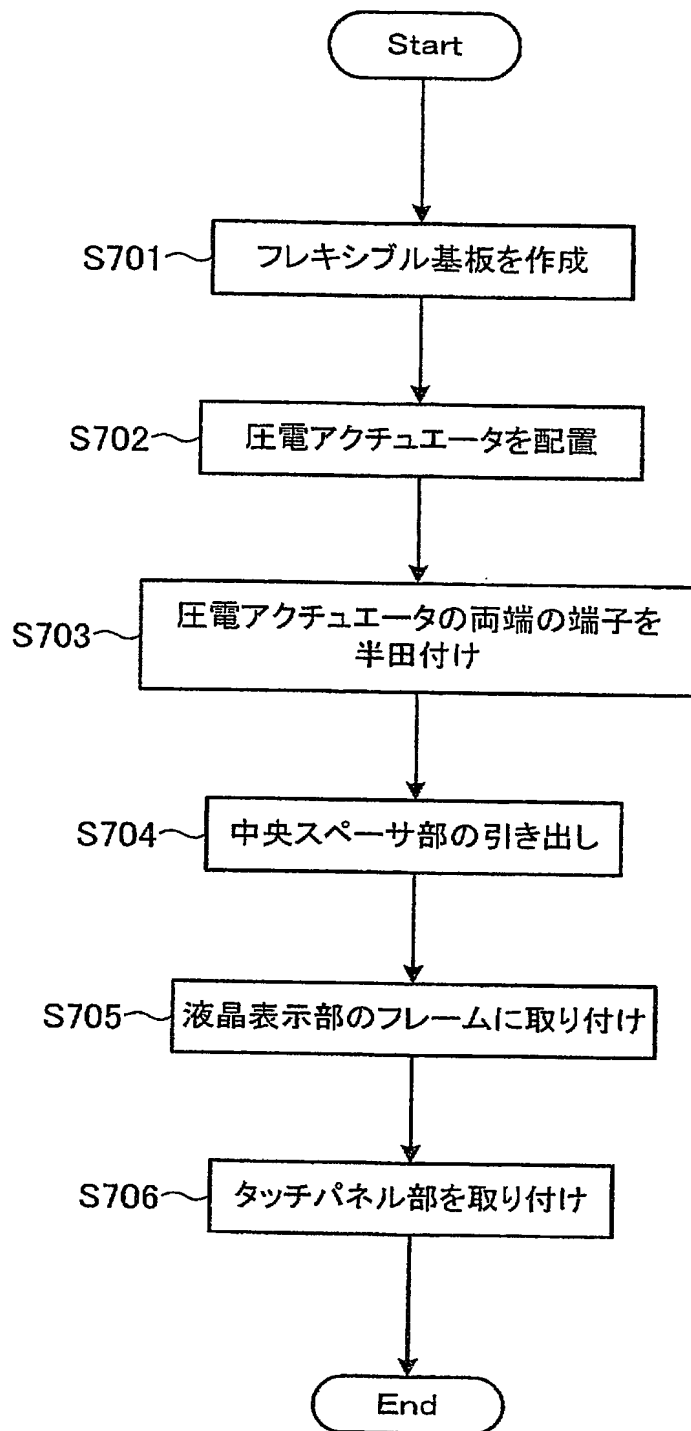 Start
S701
フレキシブル基板を作成
S702
圧電アクチュエータを配置
S703
圧電アクチュエータの両端の端子を
半田付け
S704
中央スペーサ部の引き出し
S705
液晶表示部のフレームに取り付け
S706
タッチパネル部を取り付け
End